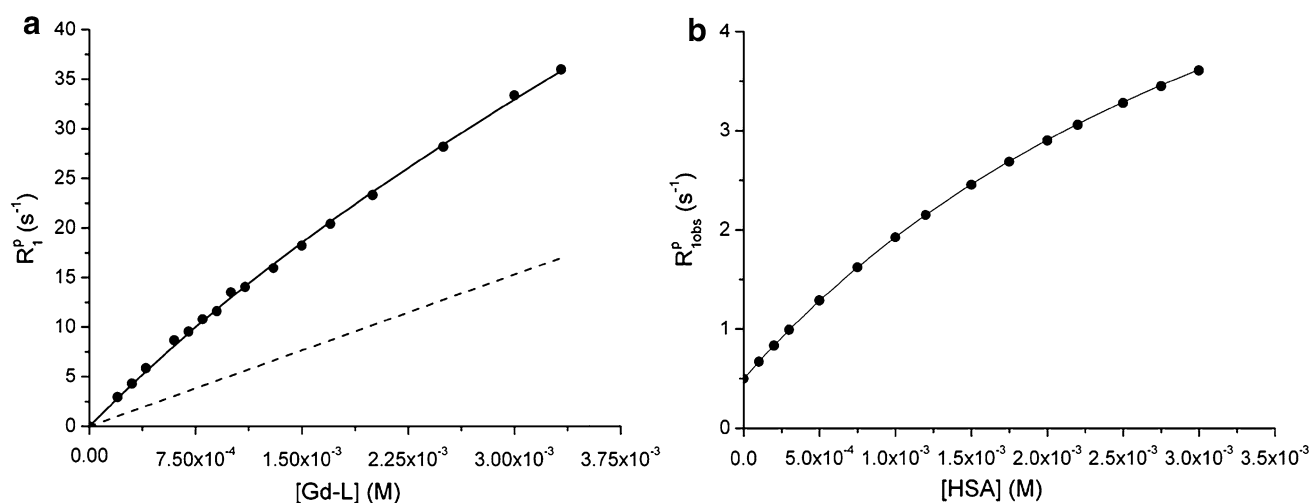 a
40
35
30
25
20
15
10
5
0
R₁ᵖ (s⁻¹)
0.00 7.50x10⁻⁴ 1.50x10⁻³ 2.25x10⁻³ 3.00x10⁻³ 3.75x10⁻³
[Gd-L] (M)
b
4
3
2
1
0
Rᵖ₁obs (s⁻¹)
0.0 5.0x10⁻⁴ 1.0x10⁻³ 1.5x10⁻³ 2.0x10⁻³ 2.5x10⁻³ 3.0x10⁻³ 3.5x10⁻³
[HSA] (M)